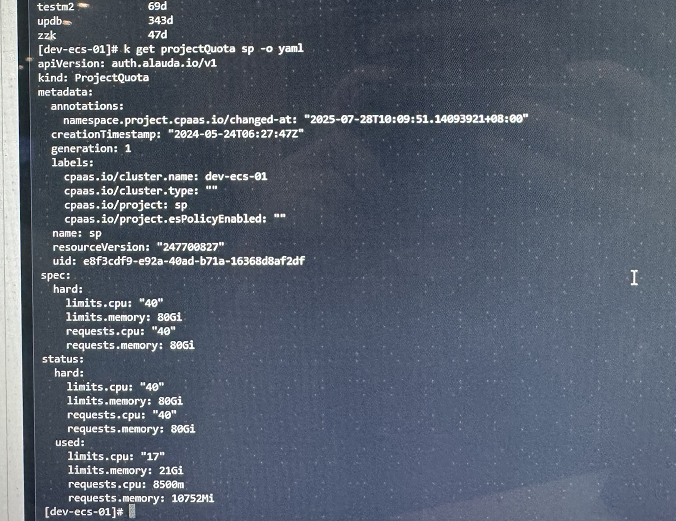 testm2 69d
updb 343d
zzk 47d
[dev-ecs-01]# k get projectQuota sp -o yaml
apiVersion: auth.alauda.io/v1
kind: ProjectQuota
metadata:
  annotations:
    namespace.project.cpaas.io/changed-at: "2025-07-28T10:09:51.14093921+08:00"
  creationTimestamp: "2024-05-24T06:27:47Z"
  generation: 1
  labels:
    cpaas.io/cluster.name: dev-ecs-01
    cpaas.io/cluster.type: ""
    cpaas.io/project: sp
    cpaas.io/project.esPolicyEnabled: ""
  name: sp
  resourceVersion: "247700827"
  uid: e8f3cdf9-e92a-40ad-b71a-16368d8af2df
spec:
  hard:
    limits.cpu: "40"
    limits.memory: 80Gi
    requests.cpu: "40"
    requests.memory: 80Gi
status:
  hard:
    limits.cpu: "40"
    limits.memory: 80Gi
    requests.cpu: "40"
    requests.memory: 80Gi
  used:
    limits.cpu: "17"
    limits.memory: 21Gi
    requests.cpu: 8500m
    requests.memory: 10752Mi
[dev-ecs-01]#